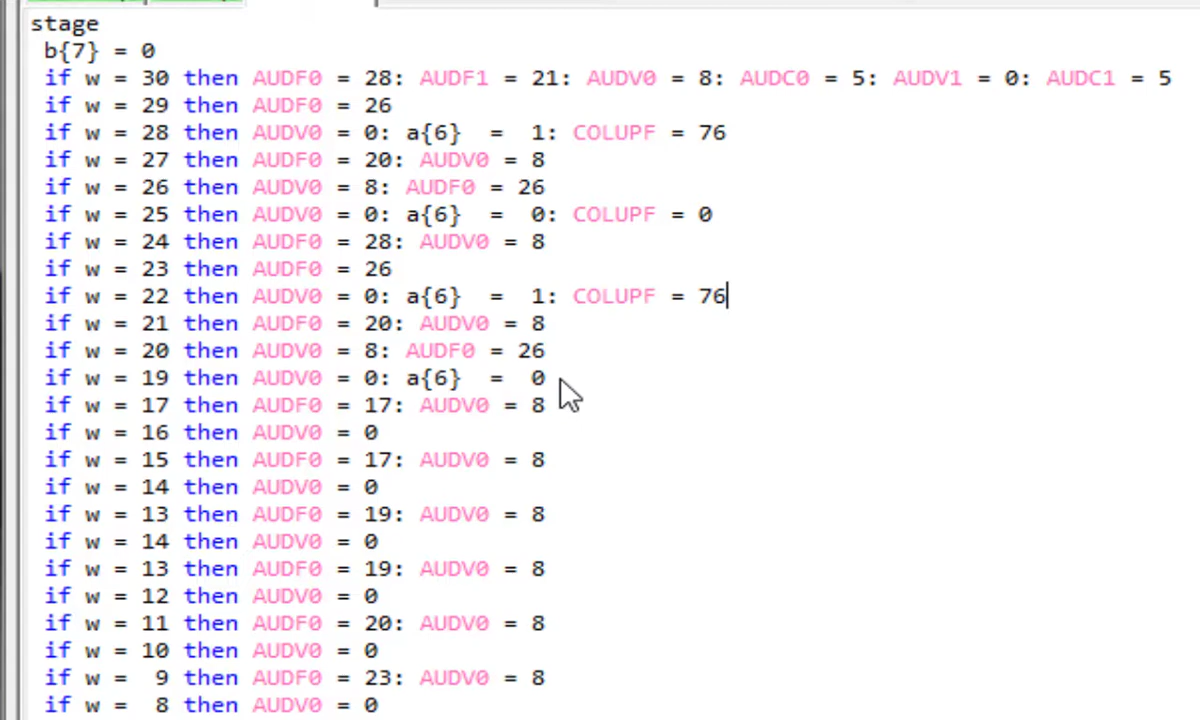 stage
b{7} = 0
if w = 30 then AUDF0 = 28: AUDF1 = 21: AUDV0 = 8: AUDC0 = 5: AUDV1 = 0: AUDC1 = 5
if w = 29 then AUDF0 = 26
if w = 28 then AUDV0 = 0: a{6}  =  1: COLUPF = 76
if w = 27 then AUDF0 = 20: AUDV0 = 8
if w = 26 then AUDV0 = 8: AUDF0 = 26
if w = 25 then AUDV0 = 0: a{6}  =  0: COLUPF = 0
if w = 24 then AUDF0 = 28: AUDV0 = 8
if w = 23 then AUDF0 = 26
if w = 22 then AUDV0 = 0: a{6}  =  1: COLUPF = 76
if w = 21 then AUDF0 = 20: AUDV0 = 8
if w = 20 then AUDV0 = 8: AUDF0 = 26
if w = 19 then AUDV0 = 0: a{6}  =  0
if w = 17 then AUDF0 = 17: AUDV0 = 8
if w = 16 then AUDV0 = 0
if w = 15 then AUDF0 = 17: AUDV0 = 8
if w = 14 then AUDV0 = 0
if w = 13 then AUDF0 = 19: AUDV0 = 8
if w = 14 then AUDV0 = 0
if w = 13 then AUDF0 = 19: AUDV0 = 8
if w = 12 then AUDV0 = 0
if w = 11 then AUDF0 = 20: AUDV0 = 8
if w = 10 then AUDV0 = 0
if w =  9 then AUDF0 = 23: AUDV0 = 8
if w =  8 then AUDV0 = 0